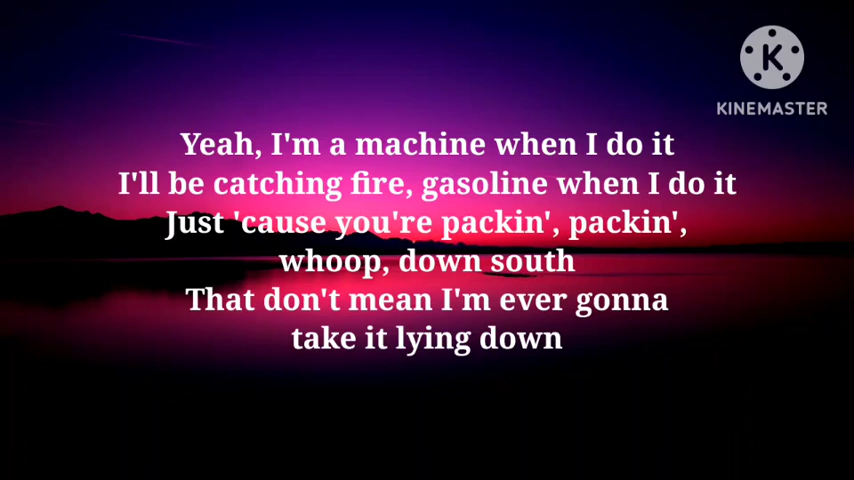 K
KINEMASTER
Yeah, I'm a machine when I do it
I'll be catching fire, gasoline when I do it
Just 'cause you're packin', packin',
whoop, down south
That don't mean I'm ever gonna
take it lying down